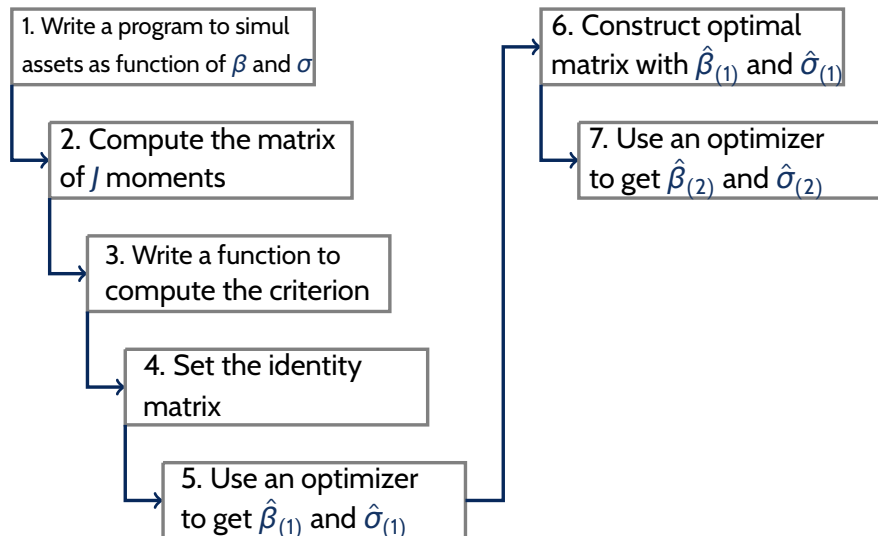 1. Write a program to simul
assets as function of β and σ
2. Compute the matrix
of J moments
3. Write a function to
compute the criterion
4. Set the identity
matrix
5. Use an optimizer
to get β̂(1) and σ̂(1)
6. Construct optimal
matrix with β̂(1) and σ̂(1)
7. Use an optimizer
to get β̂(2) and σ̂(2)